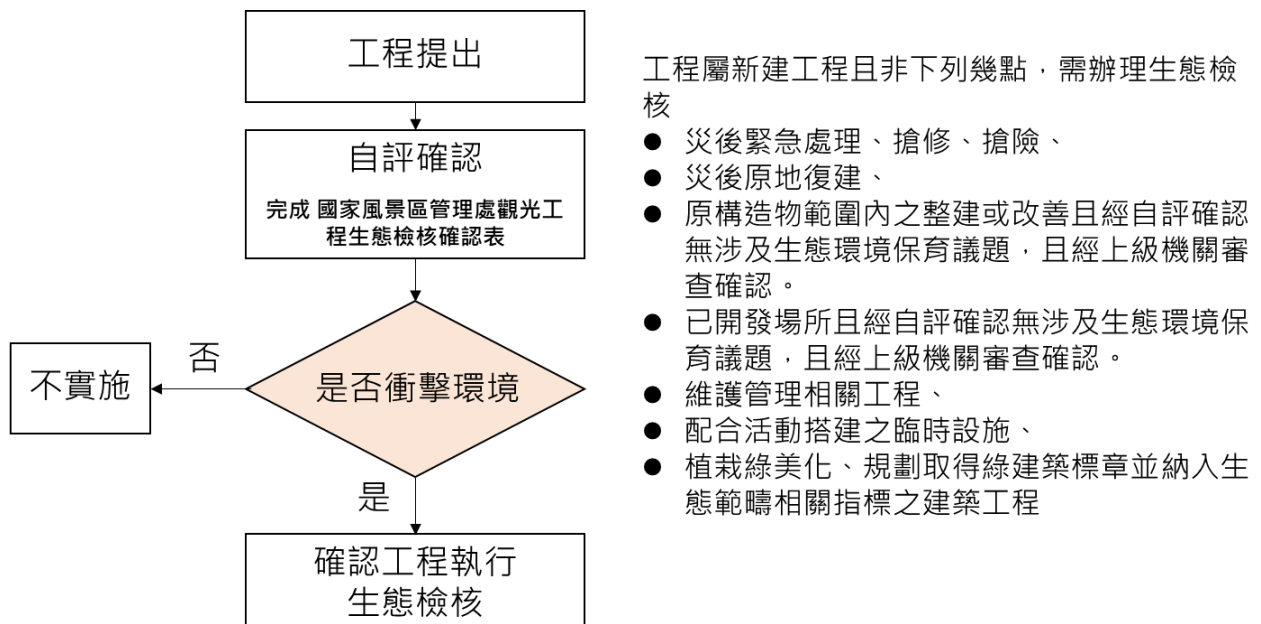 工程提出
自評確認
完成 國家風景區管理處觀光工
程生態檢核確認表
是否衝擊環境
否
不實施
是
確認工程執行
生態檢核
工程屬新建工程且非下列幾點，需辦理生態檢
核
● 災後緊急處理、搶修、搶險、
● 災後原地復建、
● 原構造物範圍內之整建或改善且經自評確認
無涉及生態環境保育議題，且經上級機關審
查確認。
● 已開發場所且經自評確認無涉及生態環境保
育議題，且經上級機關審查確認。
● 維護管理相關工程、
● 配合活動搭建之臨時設施、
● 植栽綠美化、規劃取得綠建築標章並納入生
態範疇相關指標之建築工程